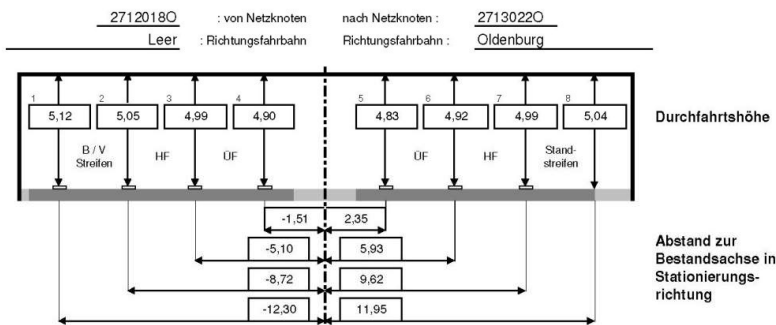 2712018O : von Netzknoten nach Netzknoten : 2713022O
Leer : Richtungsfahrbahn Richtungsfahrbahn : Oldenburg
1 2 3 4 5 6 7 8
5,12 5,05 4,99 4,90 4,83 4,92 4,99 5,04 Durchfahrtshöhe
B / V Streifen HF ÜF ÜF HF Stand-streifen
-1,51 2,35
-5,10 5,93
-8,72 9,62
-12,30 11,95
Abstand zur
Bestandsachse in
Stationierungs-
richtung